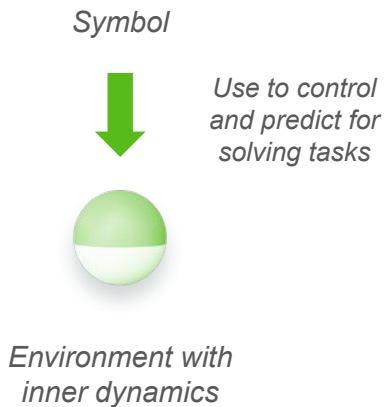 Symbol
Use to control
and predict for
solving tasks
Environment with
inner dynamics